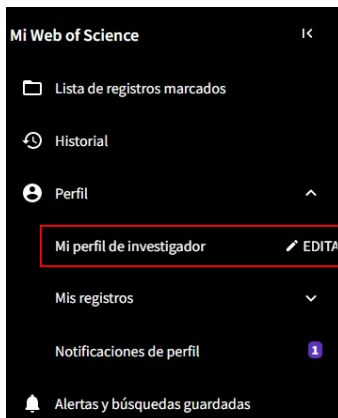 Mi Web of Science
Lista de registros marcados
Historial
Perfil
Mi perfil de investigador EDITA
Mis registros
Notificaciones de perfil 1
Alertas y búsquedas guardadas